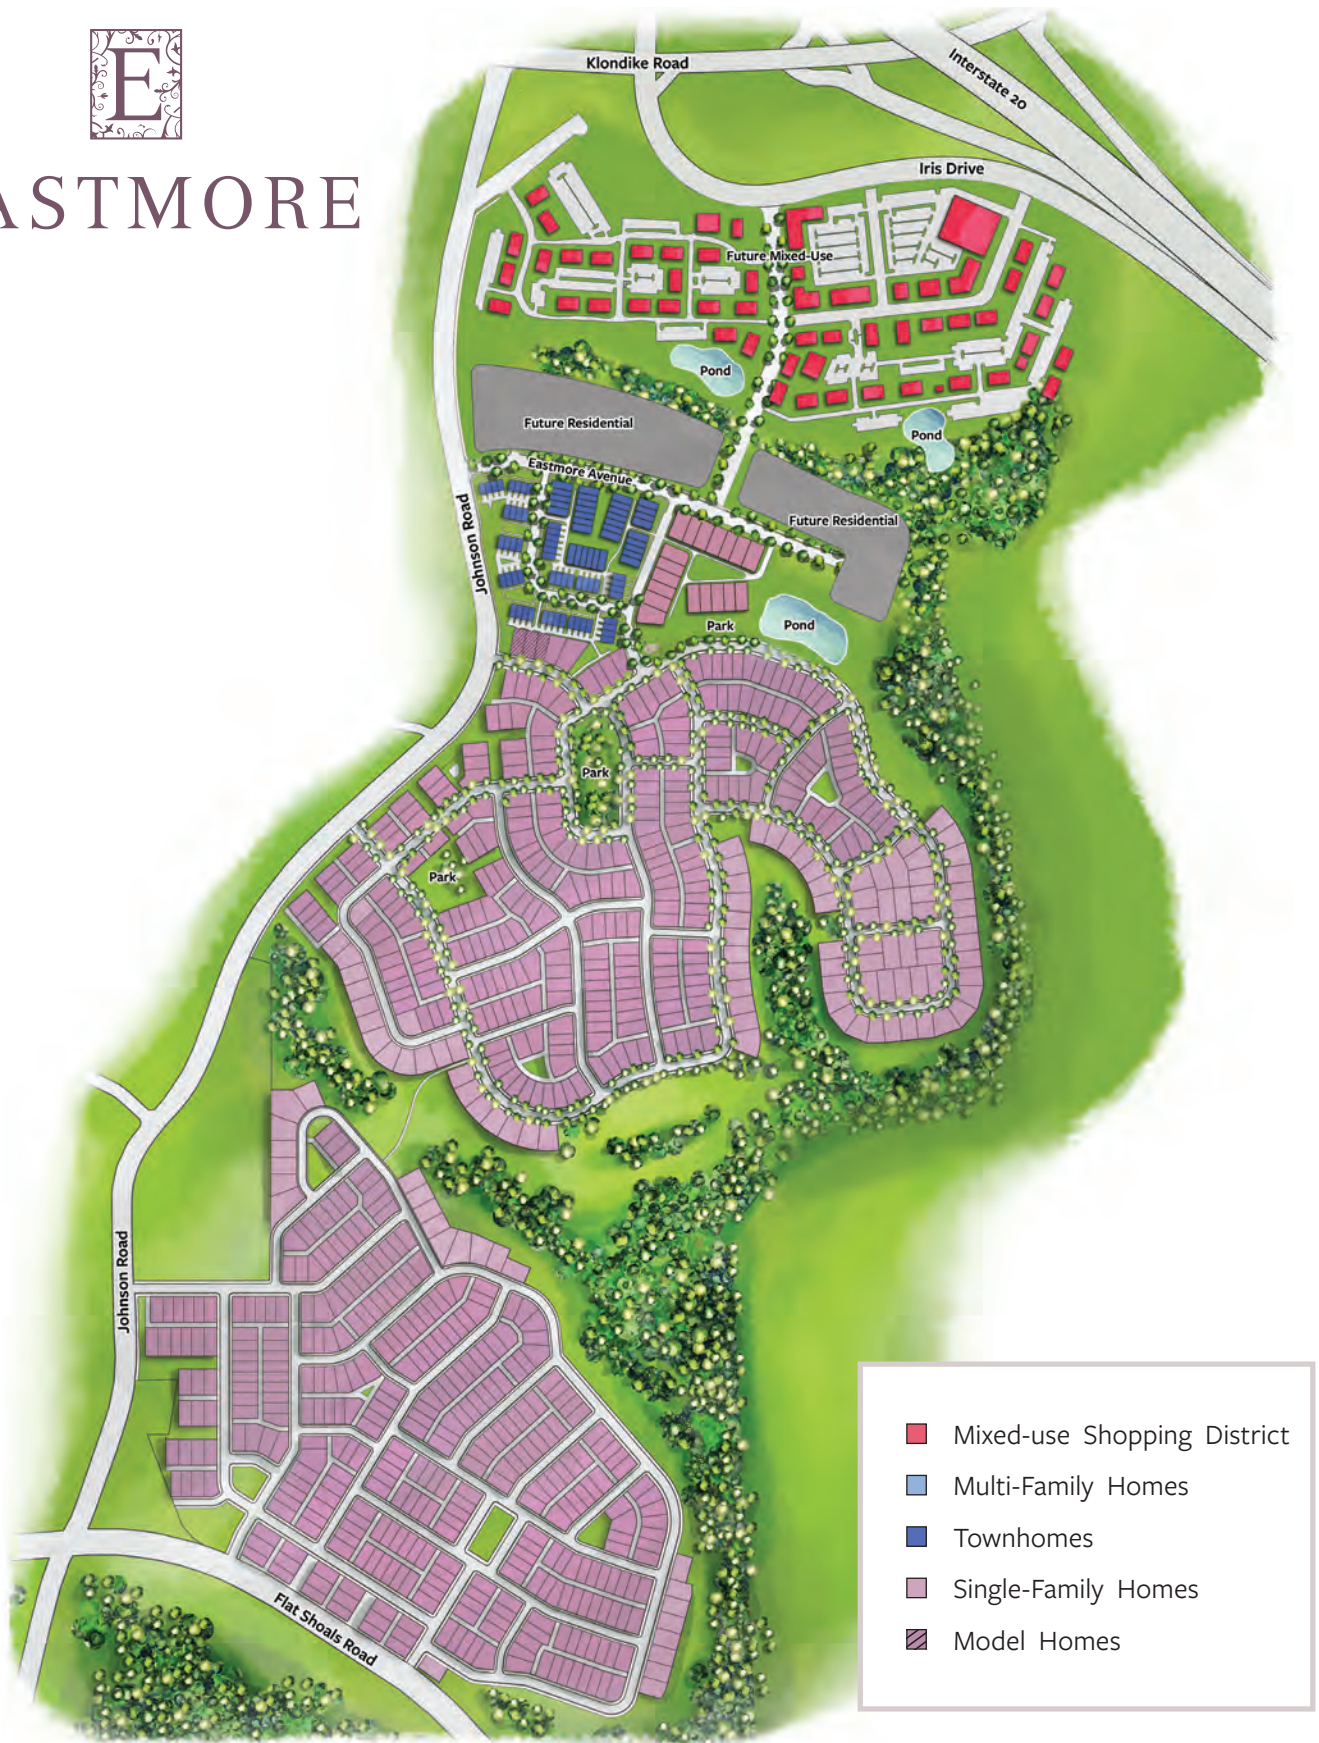 E
ASTMORE
Klondike Road
Interstate 20
Iris Drive
Future Mixed-Use
Pond
Future Residential
Pond
Eastmore Avenue
Johnson Road
Future Residential
Park
Pond
Park
Park
Johnson Road
Flat Shoals Road
Mixed-use Shopping District
Multi-Family Homes
Townhomes
Single-Family Homes
Model Homes